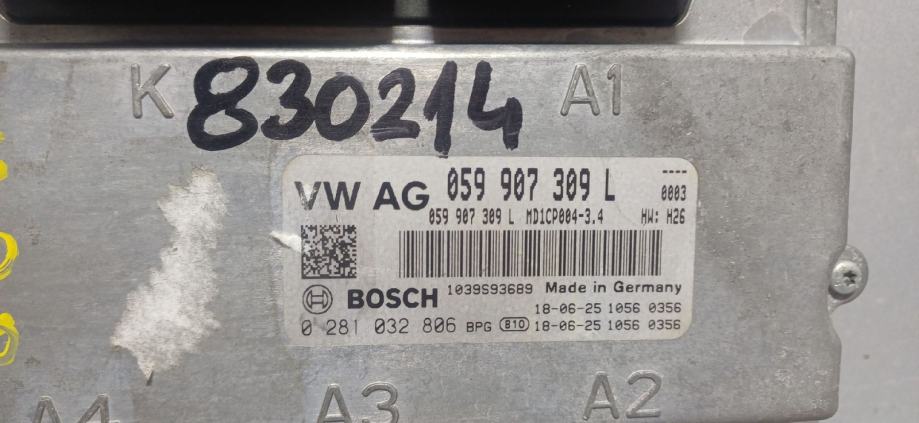 K 830214 A1
VW AG 059 907 309 L ----
0003
059 907 309 L MD1CP004-3.4 HW: H26
BOSCH 1039S93689 Made in Germany
18-06-25 1056 0356
0 281 032 806 BPG 810 18-06-25 1056 0356
A4 A3 A2